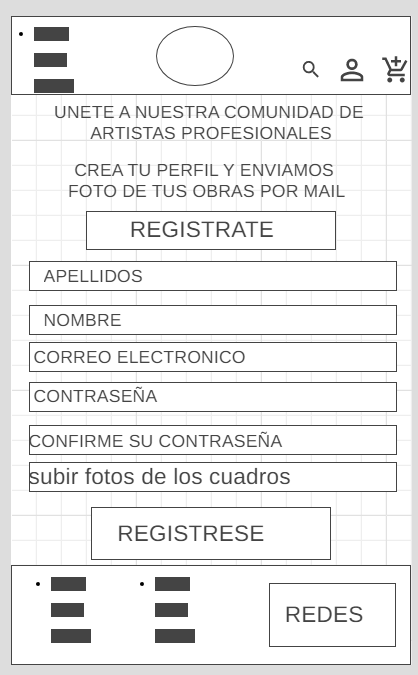 UNETE A NUESTRA COMUNIDAD DE
ARTISTAS PROFESIONALES
CREA TU PERFIL Y ENVIAMOS
FOTO DE TUS OBRAS POR MAIL
REGISTRATE
APELLIDOS
NOMBRE
CORREO ELECTRONICO
CONTRASEÑA
CONFIRME SU CONTRASEÑA
subir fotos de los cuadros
REGISTRESE
REDES